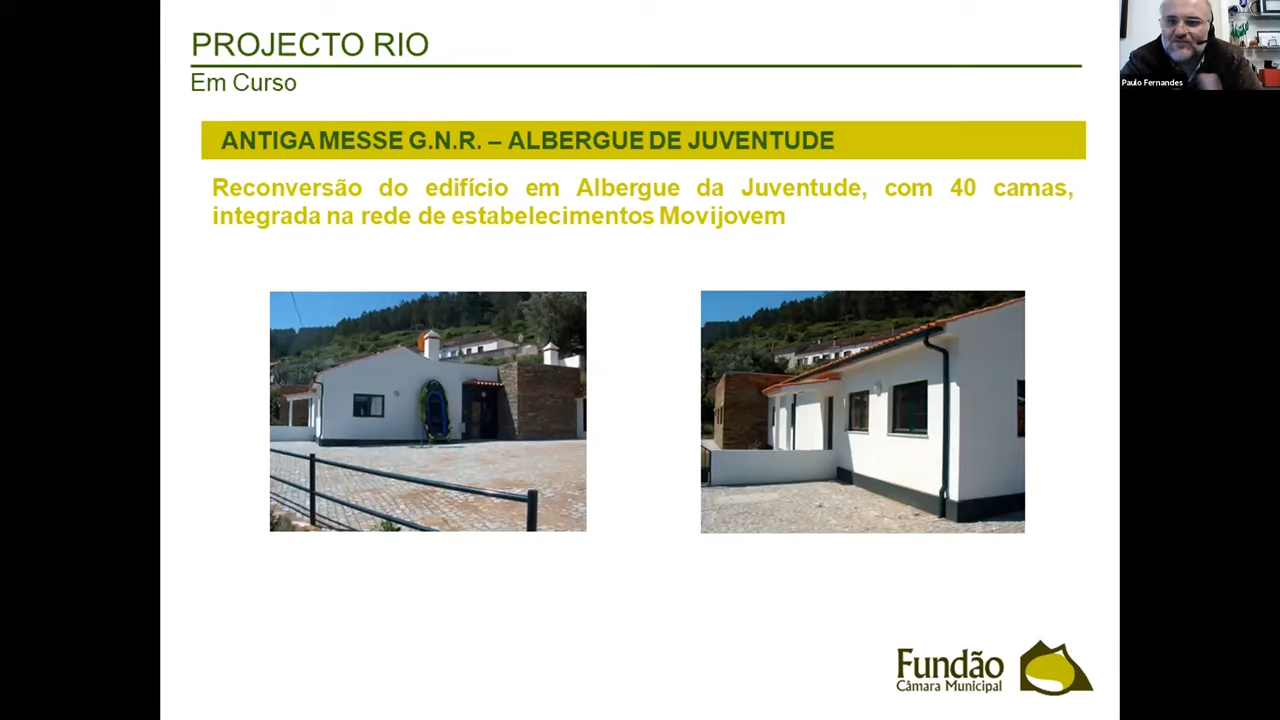 PROJECTO RIO
Em Curso
ANTIGA MESSE G.N.R. – ALBERGUE DE JUVENTUDE
Reconversão do edifício em Albergue da Juventude, com 40 camas,
integrada na rede de estabelecimentos Movijovem
Paulo Fernandes
Fundão
Câmara Municipal